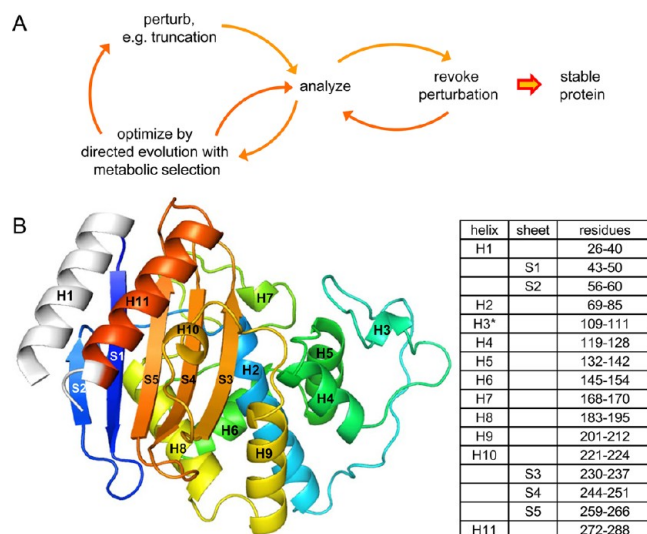 A
perturb,
e.g. truncation
analyze
revoke
perturbation
stable
protein
optimize by
directed evolution with
metabolic selection
B
H1
H11
H10
H7
H3
H5
H4
H2
S1
S2
S5
S4
S3
H6
H8
H9
helix sheet residues
H1 26-40
S1 43-50
S2 56-60
H2 69-85
H3* 109-111
H4 119-128
H5 132-142
H6 145-154
H7 168-170
H8 183-195
H9 201-212
H10 221-224
S3 230-237
S4 244-251
S5 259-266
H11 272-288